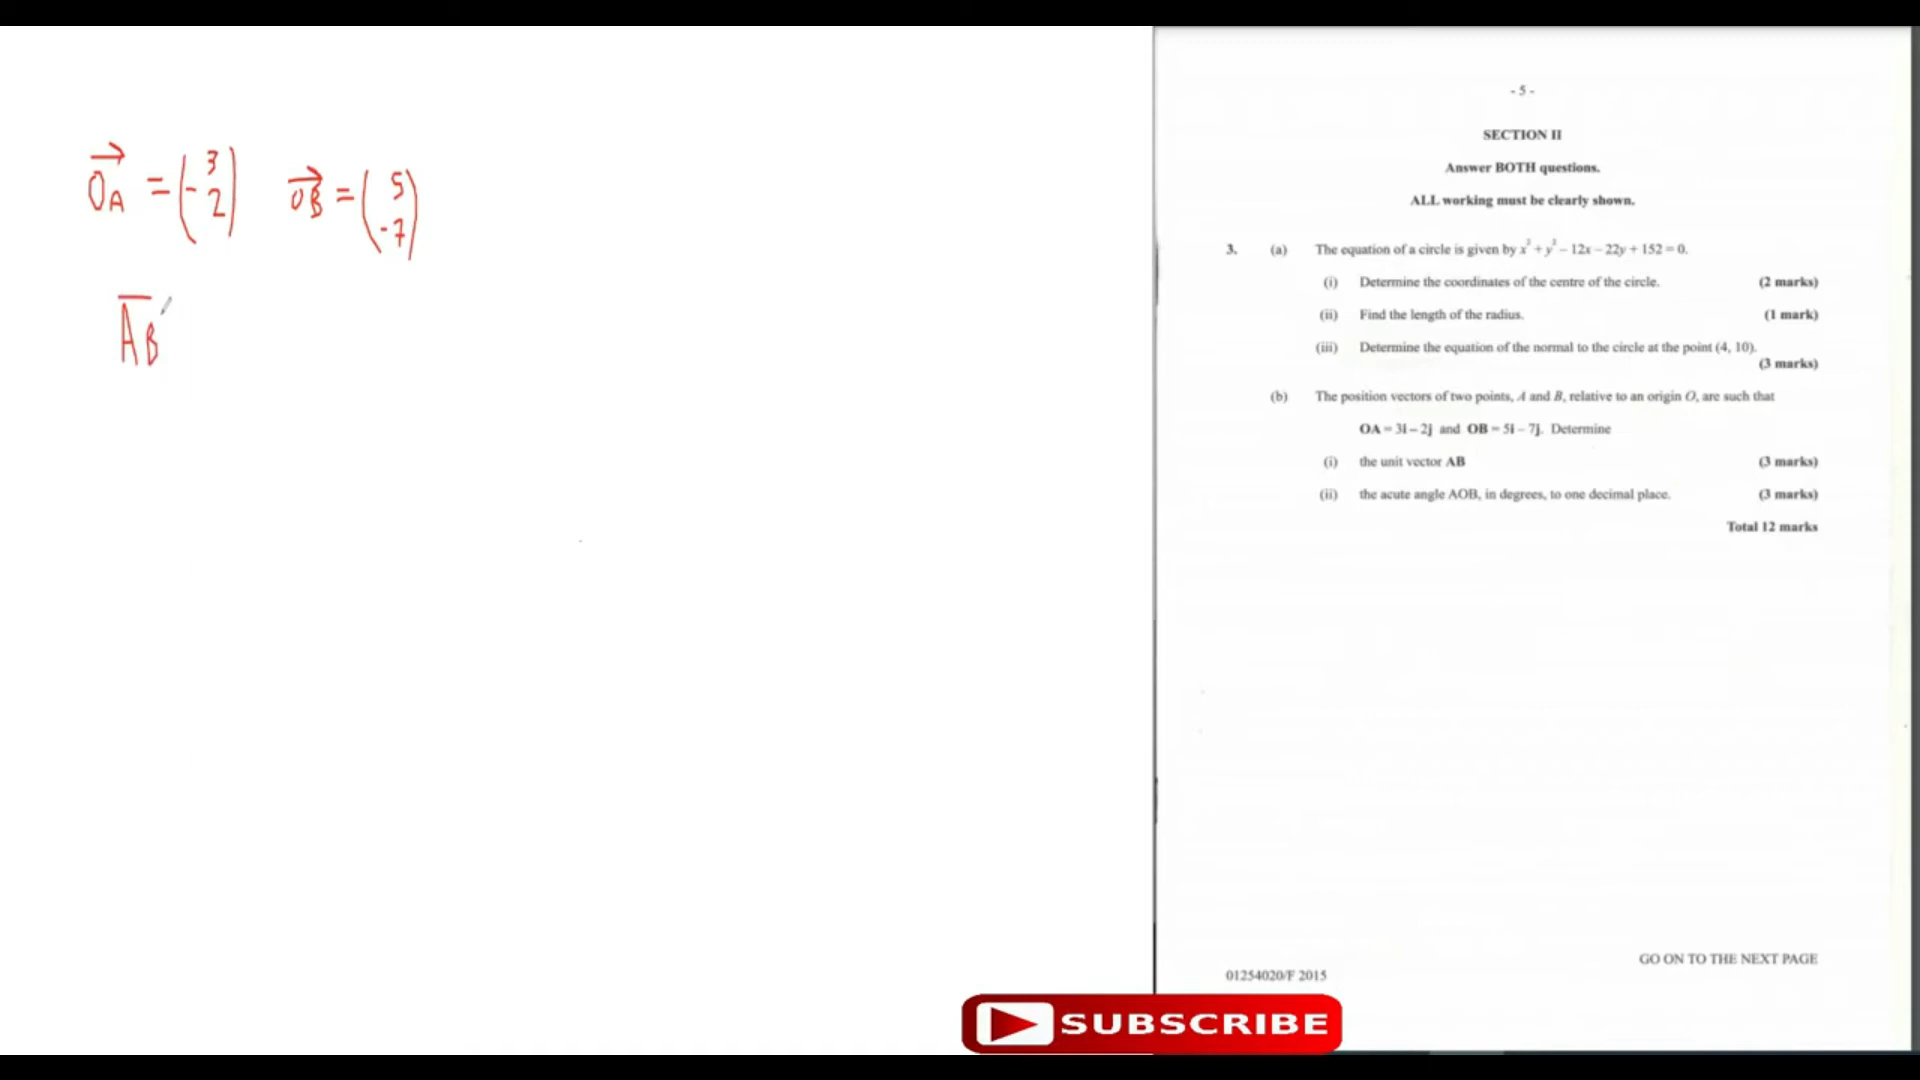 OA = (3 -2) OB = (5 -7)
AB
- 5 -
SECTION II
Answer BOTH questions.
ALL working must be clearly shown.
3. (a) The equation of a circle is given by x² + y² – 12x – 22y + 152 = 0.
(i) Determine the coordinates of the centre of the circle. (2 marks)
(ii) Find the length of the radius. (1 mark)
(iii) Determine the equation of the normal to the circle at the point (4, 10).
(3 marks)
(b) The position vectors of two points, A and B, relative to an origin O, are such that
OA = 3i – 2j and OB = 5i – 7j. Determine
(i) the unit vector AB (3 marks)
(ii) the acute angle AOB, in degrees, to one decimal place. (3 marks)
Total 12 marks
GO ON TO THE NEXT PAGE
01254020/F 2015
SUBSCRIBE